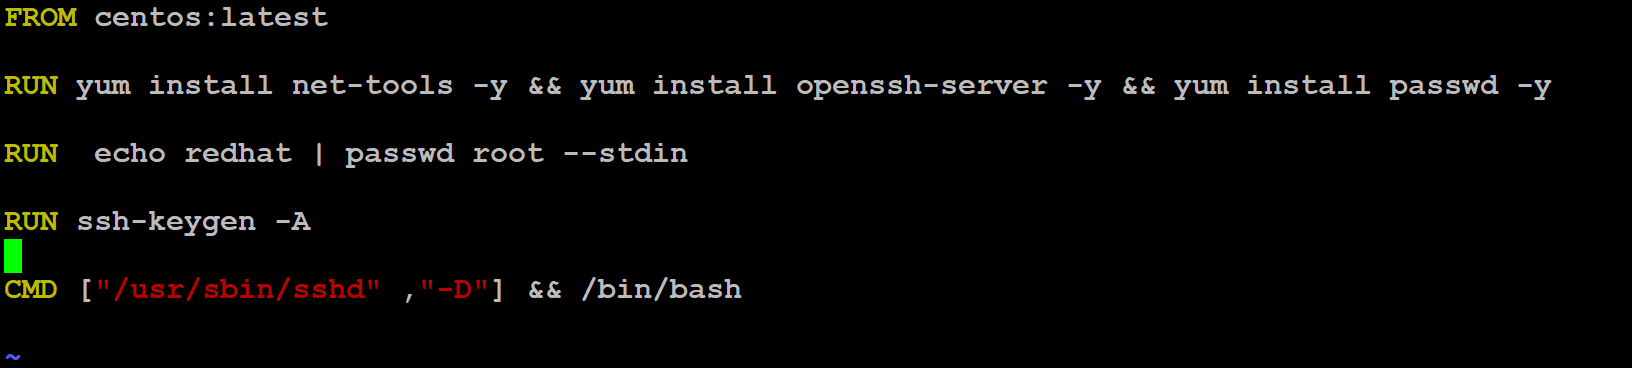 FROM centos:latest
RUN yum install net-tools -y && yum install openssh-server -y && yum install passwd -y
RUN  echo redhat | passwd root --stdin
RUN ssh-keygen -A
CMD ["/usr/sbin/sshd" ,"-D"] && /bin/bash
~